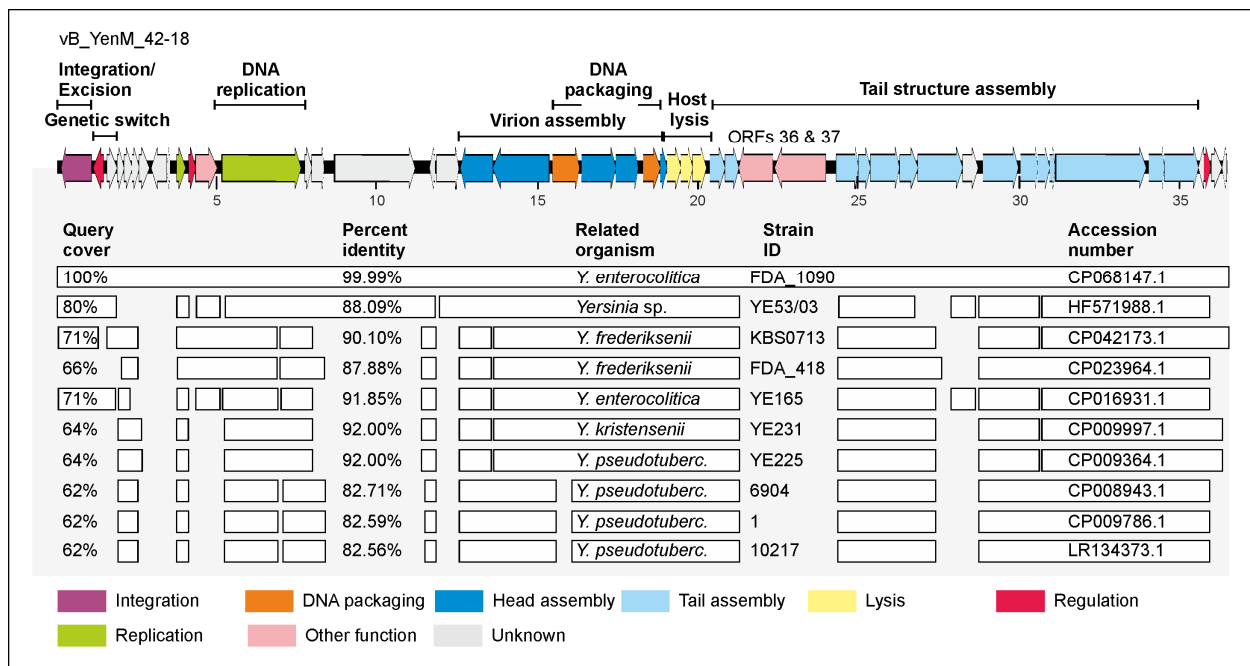 vB_YenM_42-18
Integration/
Excision
DNA
replication
DNA
packaging
Host
lysis
Tail structure assembly
Genetic switch
Virion assembly
ORFs 36 & 37
5 10 15 20 25 30 35
Query
cover
Percent
identity
Related
organism
Strain
ID
Accession
number
100% 99.99% Y. enterocolitica FDA_1090 CP068147.1
80% 88.09% Yersinia sp. YE53/03 HF571988.1
71% 90.10% Y. frederiksenii KBS0713 CP042173.1
66% 87.88% Y. frederiksenii FDA_418 CP023964.1
71% 91.85% Y. enterocolitica YE165 CP016931.1
64% 92.00% Y. kristensenii YE231 CP009997.1
64% 92.00% Y. pseudotuberc. YE225 CP009364.1
62% 82.71% Y. pseudotuberc. 6904 CP008943.1
62% 82.59% Y. pseudotuberc. 1 CP009786.1
62% 82.56% Y. pseudotuberc. 10217 LR134373.1
Integration DNA packaging Head assembly Tail assembly Lysis Regulation
Replication Other function Unknown